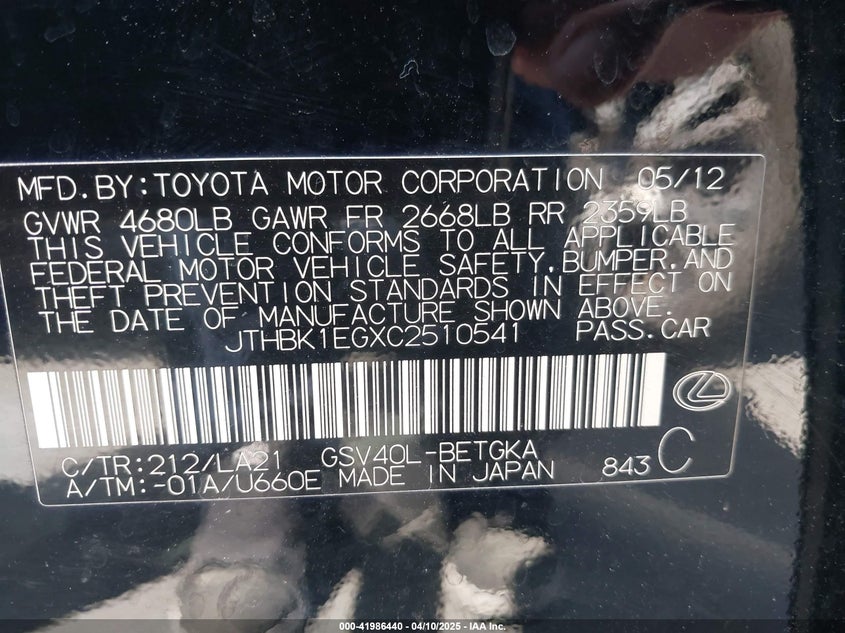 MFD.BY:TOYOTA MOTOR CORPORATION 05/12
GVWR 4680LB GAWR FR 2668LB RR 2359LB
THIS VEHICLE CONFORMS TO ALL APPLICABLE
FEDERAL MOTOR VEHICLE SAFETY,BUMPER,AND
THEFT PREVENTION STANDARDS IN EFFECT ON
THE DATE OF MANUFACTURE SHOWN ABOVE.
JTHBK1EGXC2510541 PASS.CAR
C/TR:212/LA21 GSV40L-BETGKA
A/TM:-01A/U660E MADE IN JAPAN 843 C
000-41986440 - 04/10/2025 - IAA Inc.